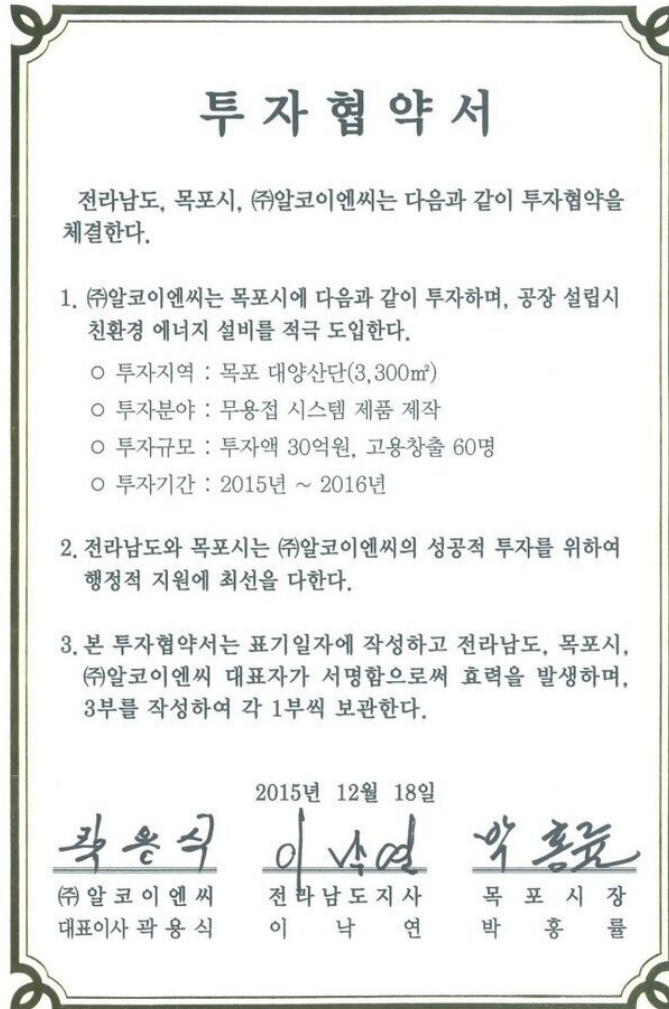 투자협약서
전라남도, 목포시, ㈜알코이엔씨는 다음과 같이 투자협약을
체결한다.
1. ㈜알코이엔씨는 목포시에 다음과 같이 투자하며, 공장 설립시
친환경 에너지 설비를 적극 도입한다.
○ 투자지역 : 목포 대양산단(3,300㎡)
○ 투자분야 : 무용접 시스템 제품 제작
○ 투자규모 : 투자액 30억원, 고용창출 60명
○ 투자기간 : 2015년 ~ 2016년
2. 전라남도와 목포시는 ㈜알코이엔씨의 성공적 투자를 위하여
행정적 지원에 최선을 다한다.
3. 본 투자협약서는 표기일자에 작성하고 전라남도, 목포시,
㈜알코이엔씨 대표자가 서명함으로써 효력을 발생하며,
3부를 작성하여 각 1부씩 보관한다.
2015년 12월 18일
곽용식 이낙연 박홍률
㈜알코이엔씨 전라남도지사 목포시장
대표이사 곽용식 이낙연 박홍률